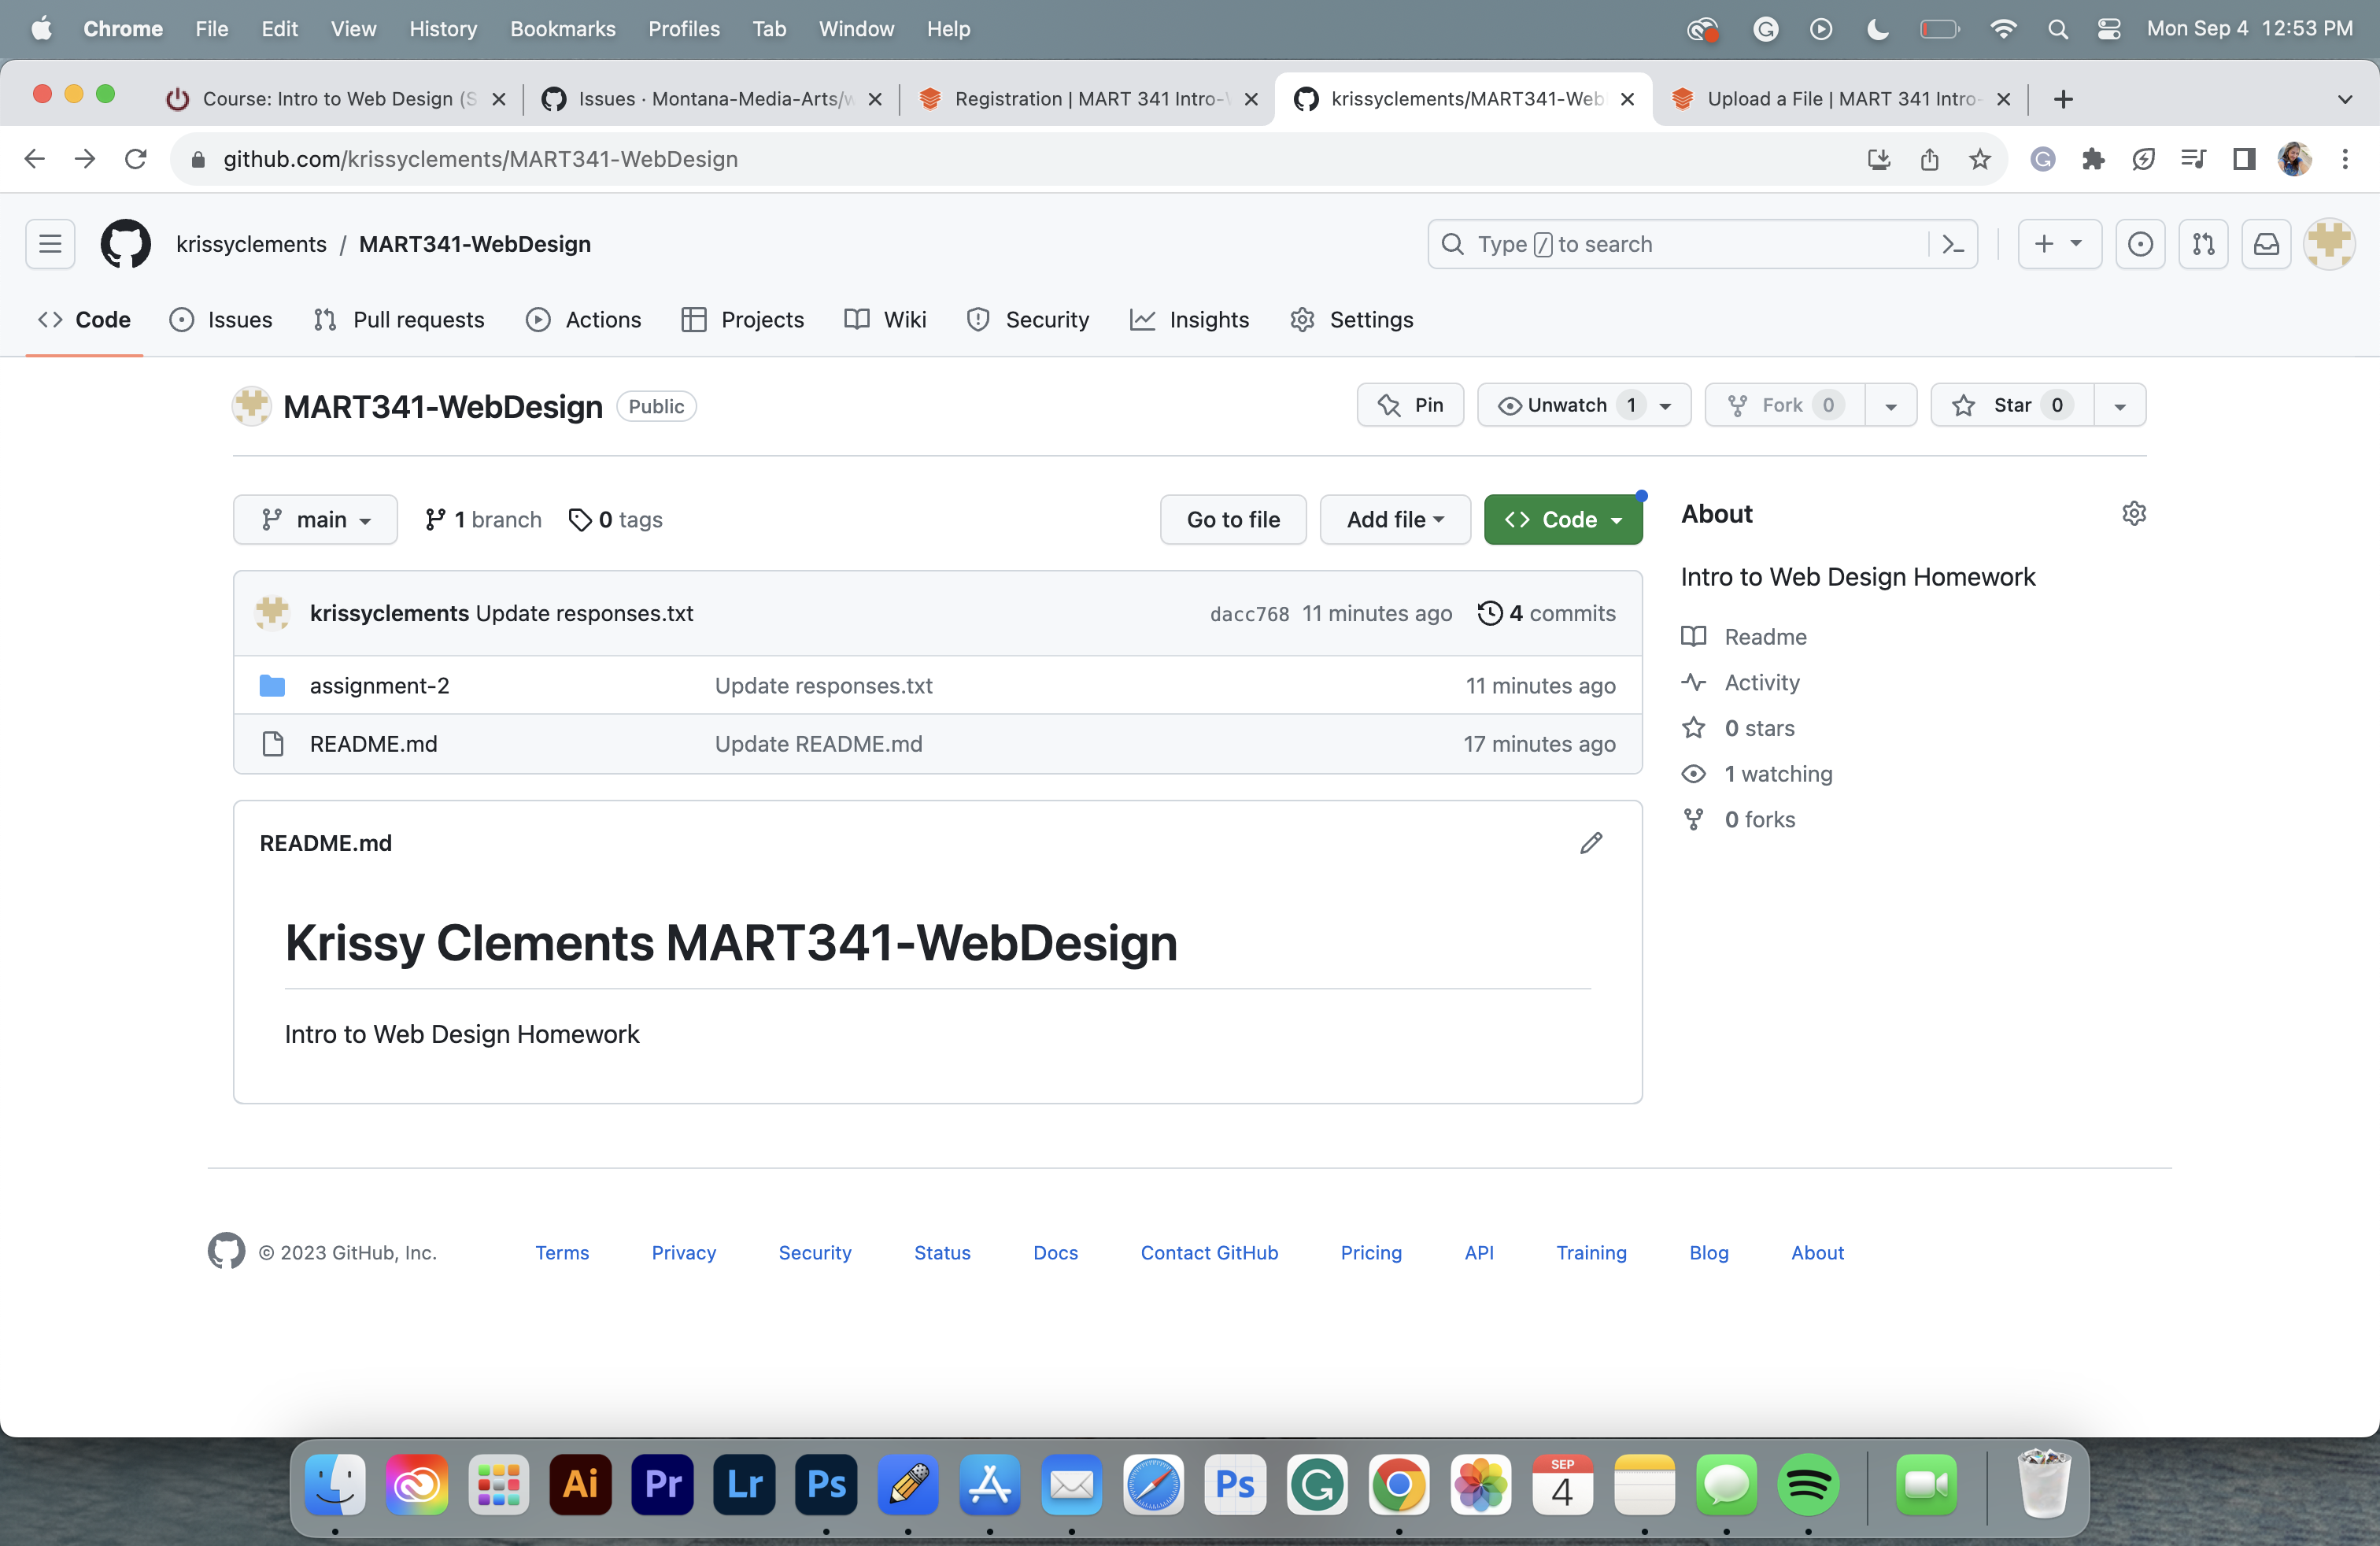 Chrome File Edit View History Bookmarks Profiles Tab Window Help Mon Sep 4 12:53 PM
Course: Intro to Web Design (S Issues · Montana-Media-Arts/w Registration | MART 341 Intro- krissyclements/MART341-Web Upload a File | MART 341 Intro-
github.com/krissyclements/MART341-WebDesign
krissyclements / MART341-WebDesign Type / to search
Code Issues Pull requests Actions Projects Wiki Security Insights Settings
MART341-WebDesign Public Pin Unwatch 1 Fork 0 Star 0
main 1 branch 0 tags Go to file Add file Code About
Intro to Web Design Homework
krissyclements Update responses.txt dacc768 11 minutes ago 4 commits
Readme
assignment-2 Update responses.txt 11 minutes ago
Activity
0 stars
README.md Update README.md 17 minutes ago
1 watching
0 forks
README.md
Krissy Clements MART341-WebDesign
Intro to Web Design Homework
© 2023 GitHub, Inc. Terms Privacy Security Status Docs Contact GitHub Pricing API Training Blog About
Ai Pr Lr Ps Ps SEP 4